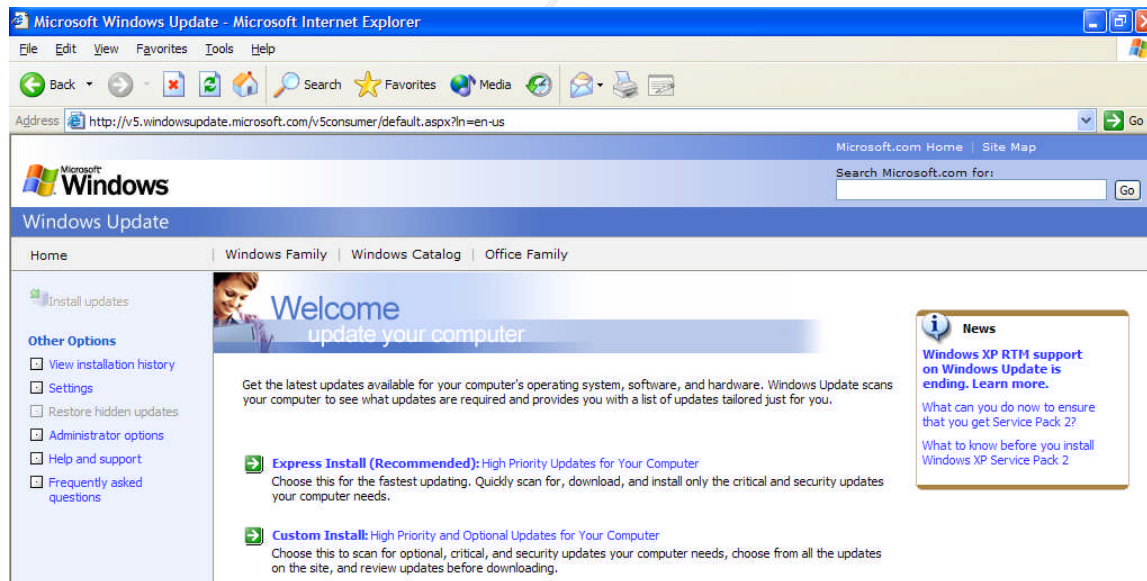 Microsoft Windows Update - Microsoft Internet Explorer
File Edit View Favorites Tools Help
Back Search Favorites Media
Address http://v5.windowsupdate.microsoft.com/v5consumer/default.aspx?ln=en-us Go
Microsoft.com Home | Site Map
Microsoft
Windows
Search Microsoft.com for:
Go
Windows Update
Home | Windows Family | Windows Catalog | Office Family
Install updates
Other Options
View installation history
Settings
Restore hidden updates
Administrator options
Help and support
Frequently asked
questions
Welcome
update your computer
Get the latest updates available for your computer's operating system, software, and hardware. Windows Update scans
your computer to see what updates are required and provides you with a list of updates tailored just for you.
Express Install (Recommended): High Priority Updates for Your Computer
Choose this for the fastest updating. Quickly scan for, download, and install only the critical and security updates
your computer needs.
Custom Install: High Priority and Optional Updates for Your Computer
Choose this to scan for optional, critical, and security updates your computer needs, choose from all the updates
on the site, and review updates before downloading.
News
Windows XP RTM support
on Windows Update is
ending. Learn more.
What can you do now to ensure
that you get Service Pack 2?
What to know before you install
Windows XP Service Pack 2